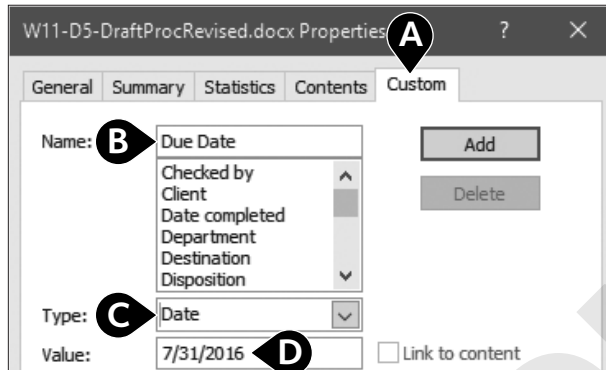 W11-D5-DraftProcRevised.docx Properties A ? ×
General Summary Statistics Contents Custom
Name: B Due Date Add
Checked by
Client
Date completed
Department
Destination
Disposition
Delete
Type: C Date
Value: 7/31/2016 D Link to content